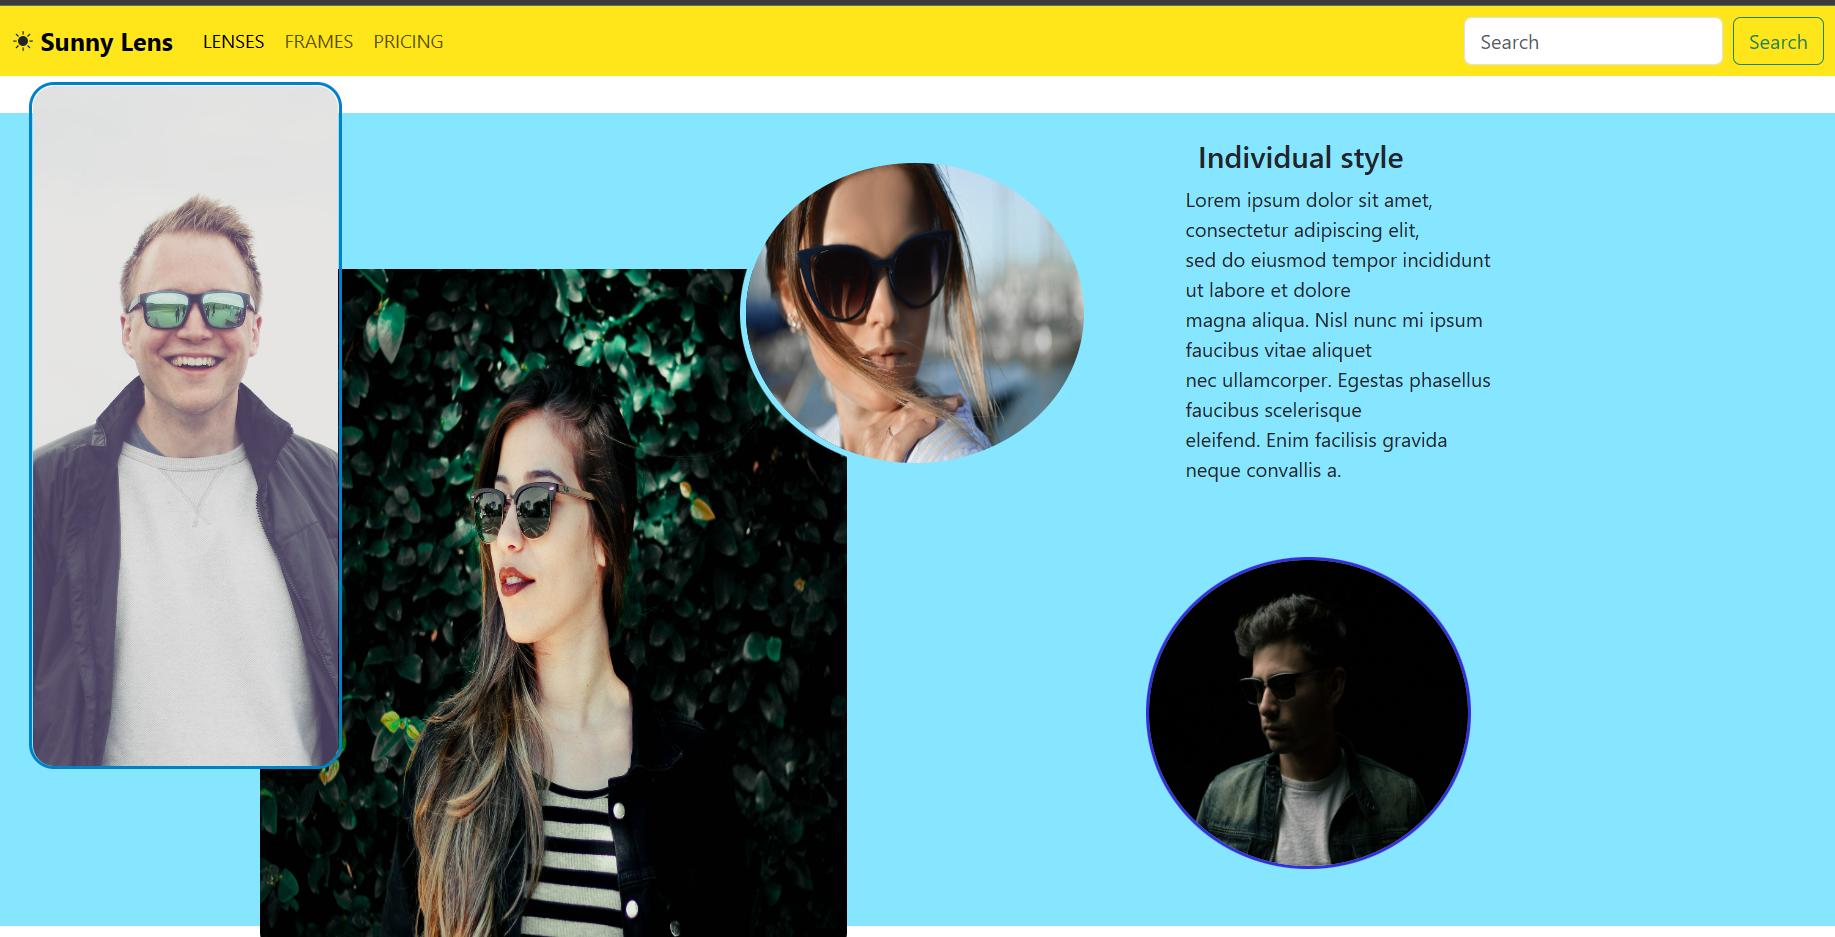 Sunny Lens
LENSES
FRAMES
PRICING
Search
Search
Individual style
Lorem ipsum dolor sit amet,
consectetur adipiscing elit,
sed do eiusmod tempor incididunt
ut labore et dolore
magna aliqua. Nisl nunc mi ipsum
faucibus vitae aliquet
nec ullamcorper. Egestas phasellus
faucibus scelerisque
eleifend. Enim facilisis gravida
neque convallis a.